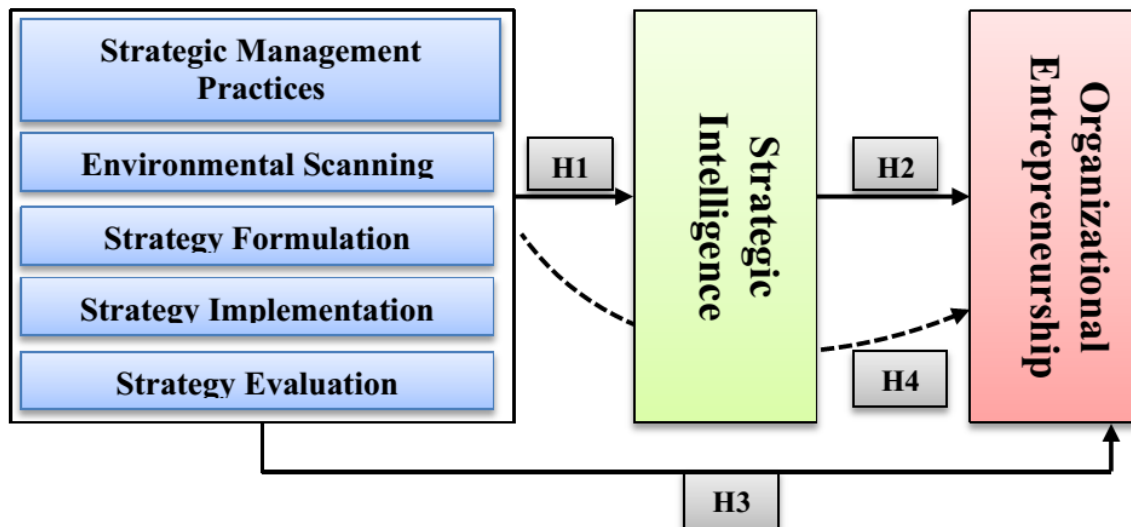 Strategic Management
Practices
Environmental Scanning
Strategy Formulation
Strategy Implementation
Strategy Evaluation
H1
Strategic
Intelligence
H2
H4
Organizational
Entrepreneurship
H3